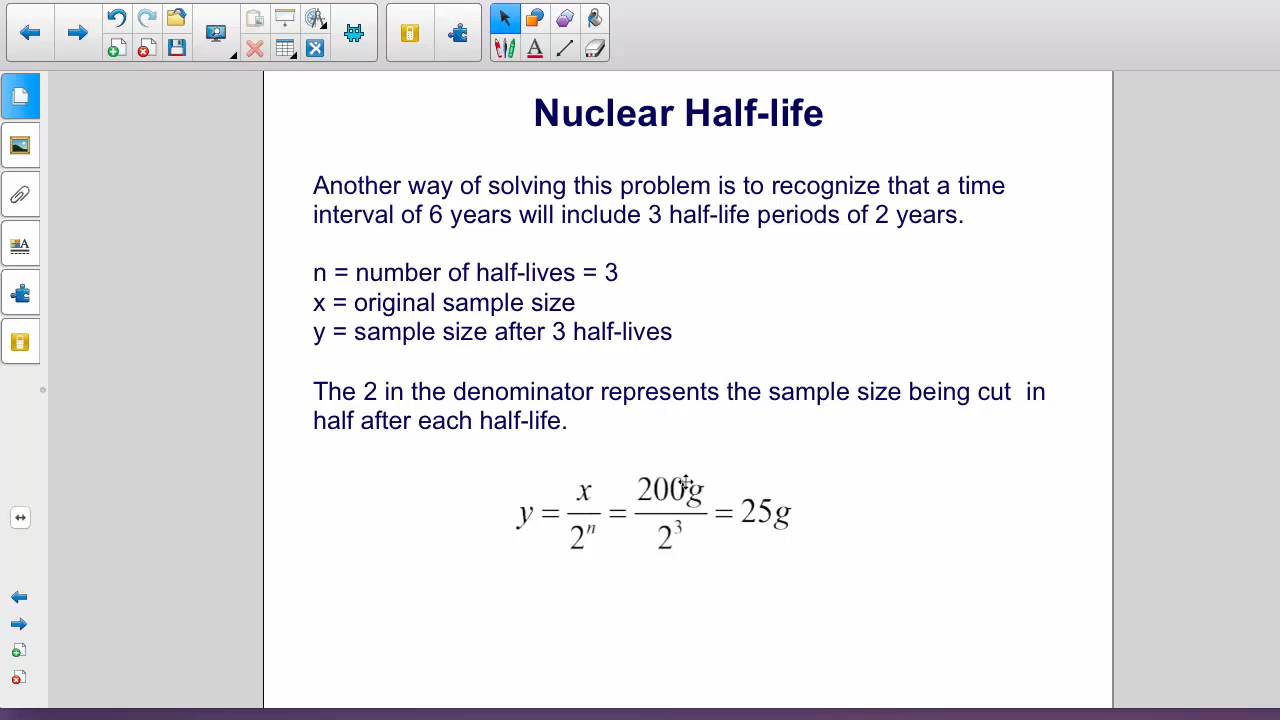 Nuclear Half-life
Another way of solving this problem is to recognize that a time
interval of 6 years will include 3 half-life periods of 2 years.
n = number of half-lives = 3
x = original sample size
y = sample size after 3 half-lives
The 2 in the denominator represents the sample size being cut  in
half after each half-life.
y = x/2ⁿ = 200g/2³ = 25g